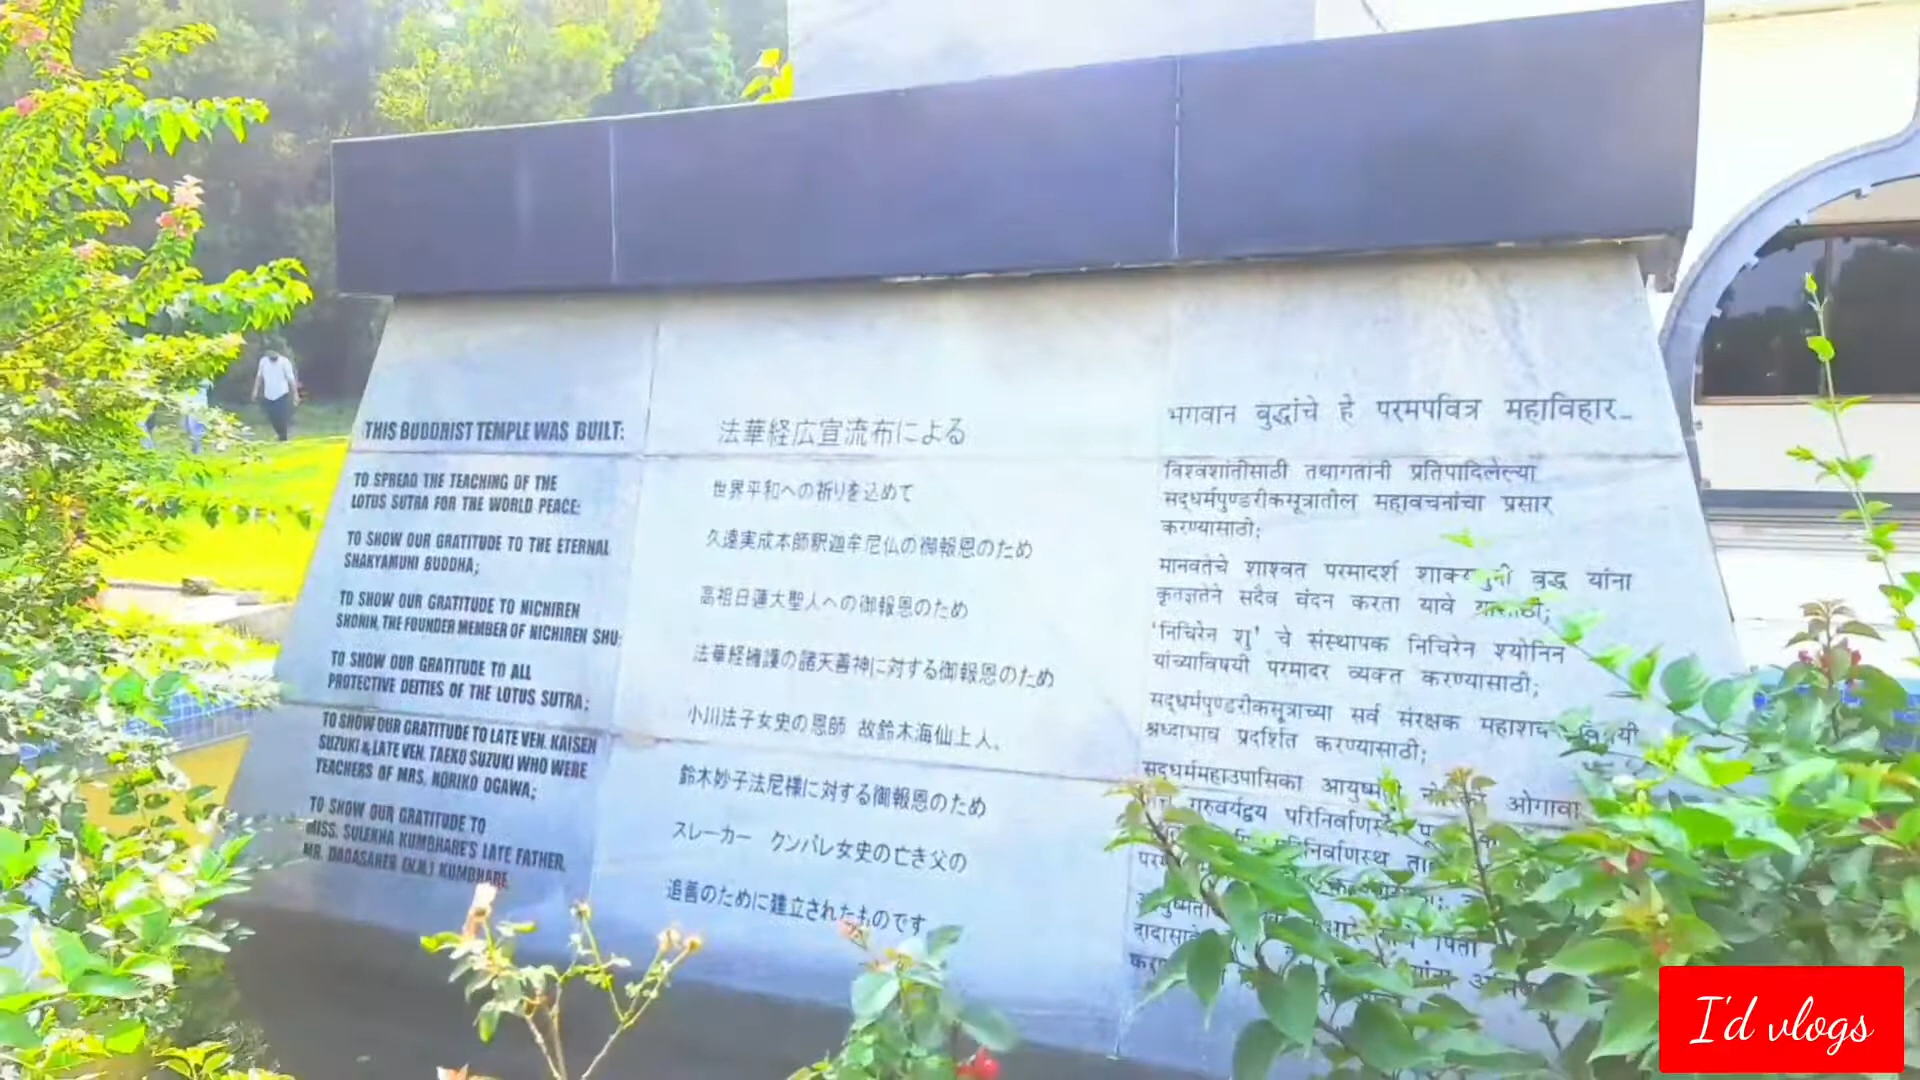 THIS BUDDHIST TEMPLE WAS BUILT:
TO SPREAD THE TEACHING OF THE
LOTUS SUTRA FOR THE WORLD PEACE:
TO SHOW OUR GRATITUDE TO THE ETERNAL
SHAKYAMUNI BUDDHA;
TO SHOW OUR GRATITUDE TO NICHIREN
SHONIN, THE FOUNDER MEMBER OF NICHIREN SHU:
TO SHOW OUR GRATITUDE TO ALL
PROTECTIVE DEITIES OF THE LOTUS SUTRA;
TO SHOW OUR GRATITUDE TO LATE VEN. KAISEN
SUZUKI & LATE VEN. TAEKO SUZUKI WHO WERE
TEACHERS OF MRS. NORIKO OGAWA;
TO SHOW OUR GRATITUDE TO
MISS. SULEKHA KUMBHARE'S LATE FATHER,
MR. DADASAHEB (N.H.) KUMBHARE.
法華経広宣流布による
世界平和への祈りを込めて
久遠実成本師釈迦牟尼仏の御報恩のため
高祖日蓮大聖人への御報恩のため
法華経擁護の諸天善神に対する御報恩のため
小川法子女史の恩師 故鈴木海仙上人、
鈴木妙子法尼様に対する御報恩のため
スレーカー クンバレ女史の亡き父の
追善のために建立されたものです
भगवान बुद्धांचे हे परमपवित्र महाविहार_
विश्वशांतीसाठी तथागतांनी प्रतिपादिलेल्या
सद्धर्मपुण्डरीकसूत्रातील महावचनांचा प्रसार
करण्यासाठी;
मानवतेचे शाश्वत परमादर्श शाक्यमुनी बुद्ध यांना
कृतज्ञतेने सदैव वंदन करता यावे यासाठी;
'निचिरेन शु' चे संस्थापक निचिरेन श्योनिन
यांच्याविषयी परमादर व्यक्त करण्यासाठी;
सद्धर्मपुण्डरीकसूत्राच्या सर्व संरक्षक
श्रध्दाभाव प्रदर्शित करण्यासाठी;
सद्धर्ममहाउपासिका ओगावा
गुरुवर्यद्वय
पिता
I'd vlogs